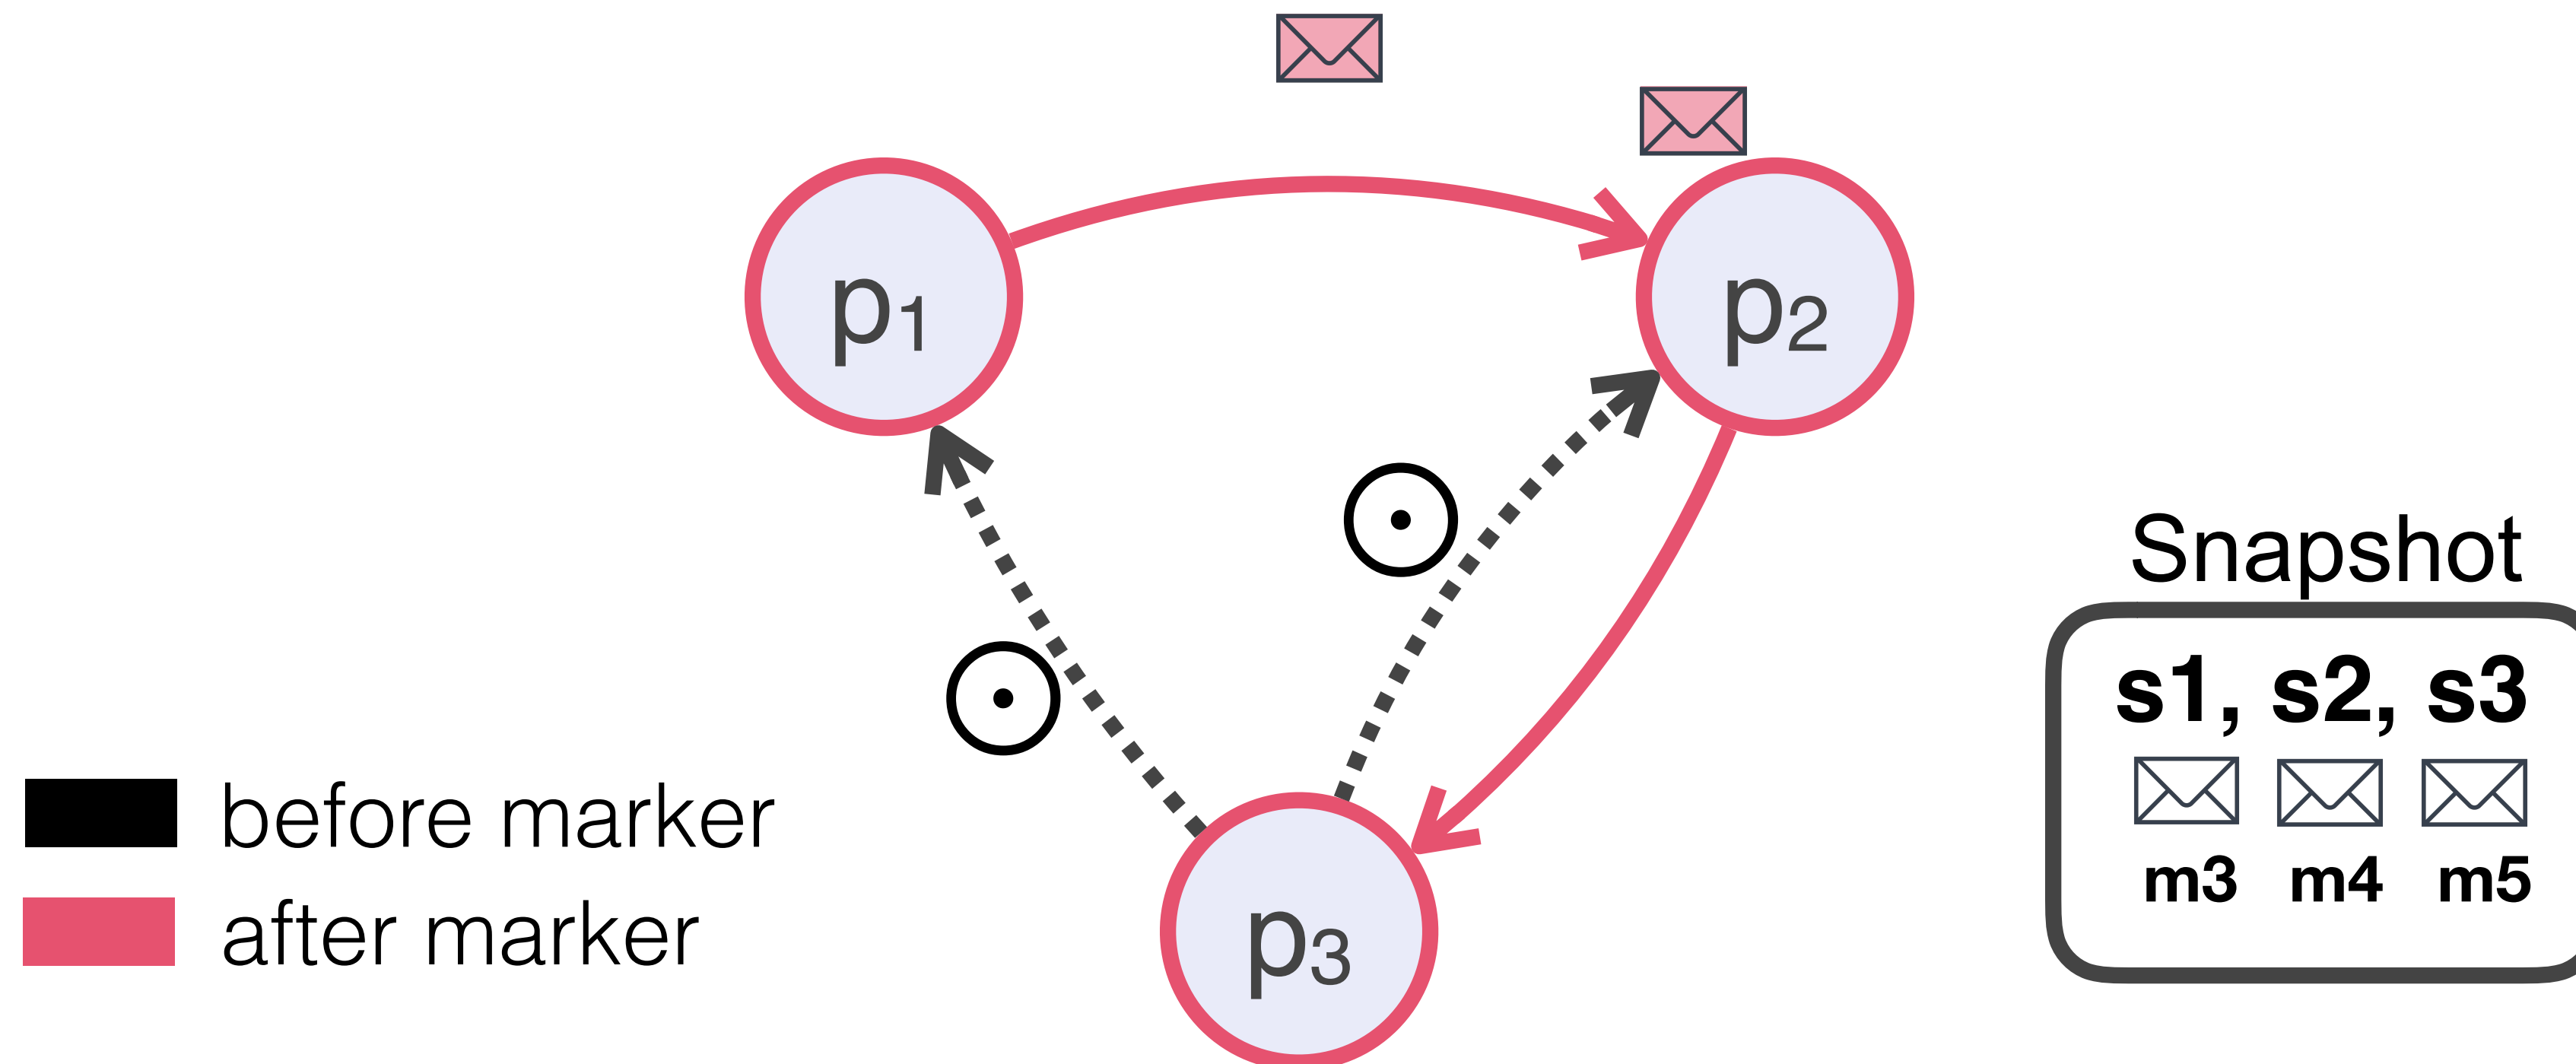 p1
p2
p3
before marker
after marker
Snapshot
s1, s2, s3
m3 m4 m5